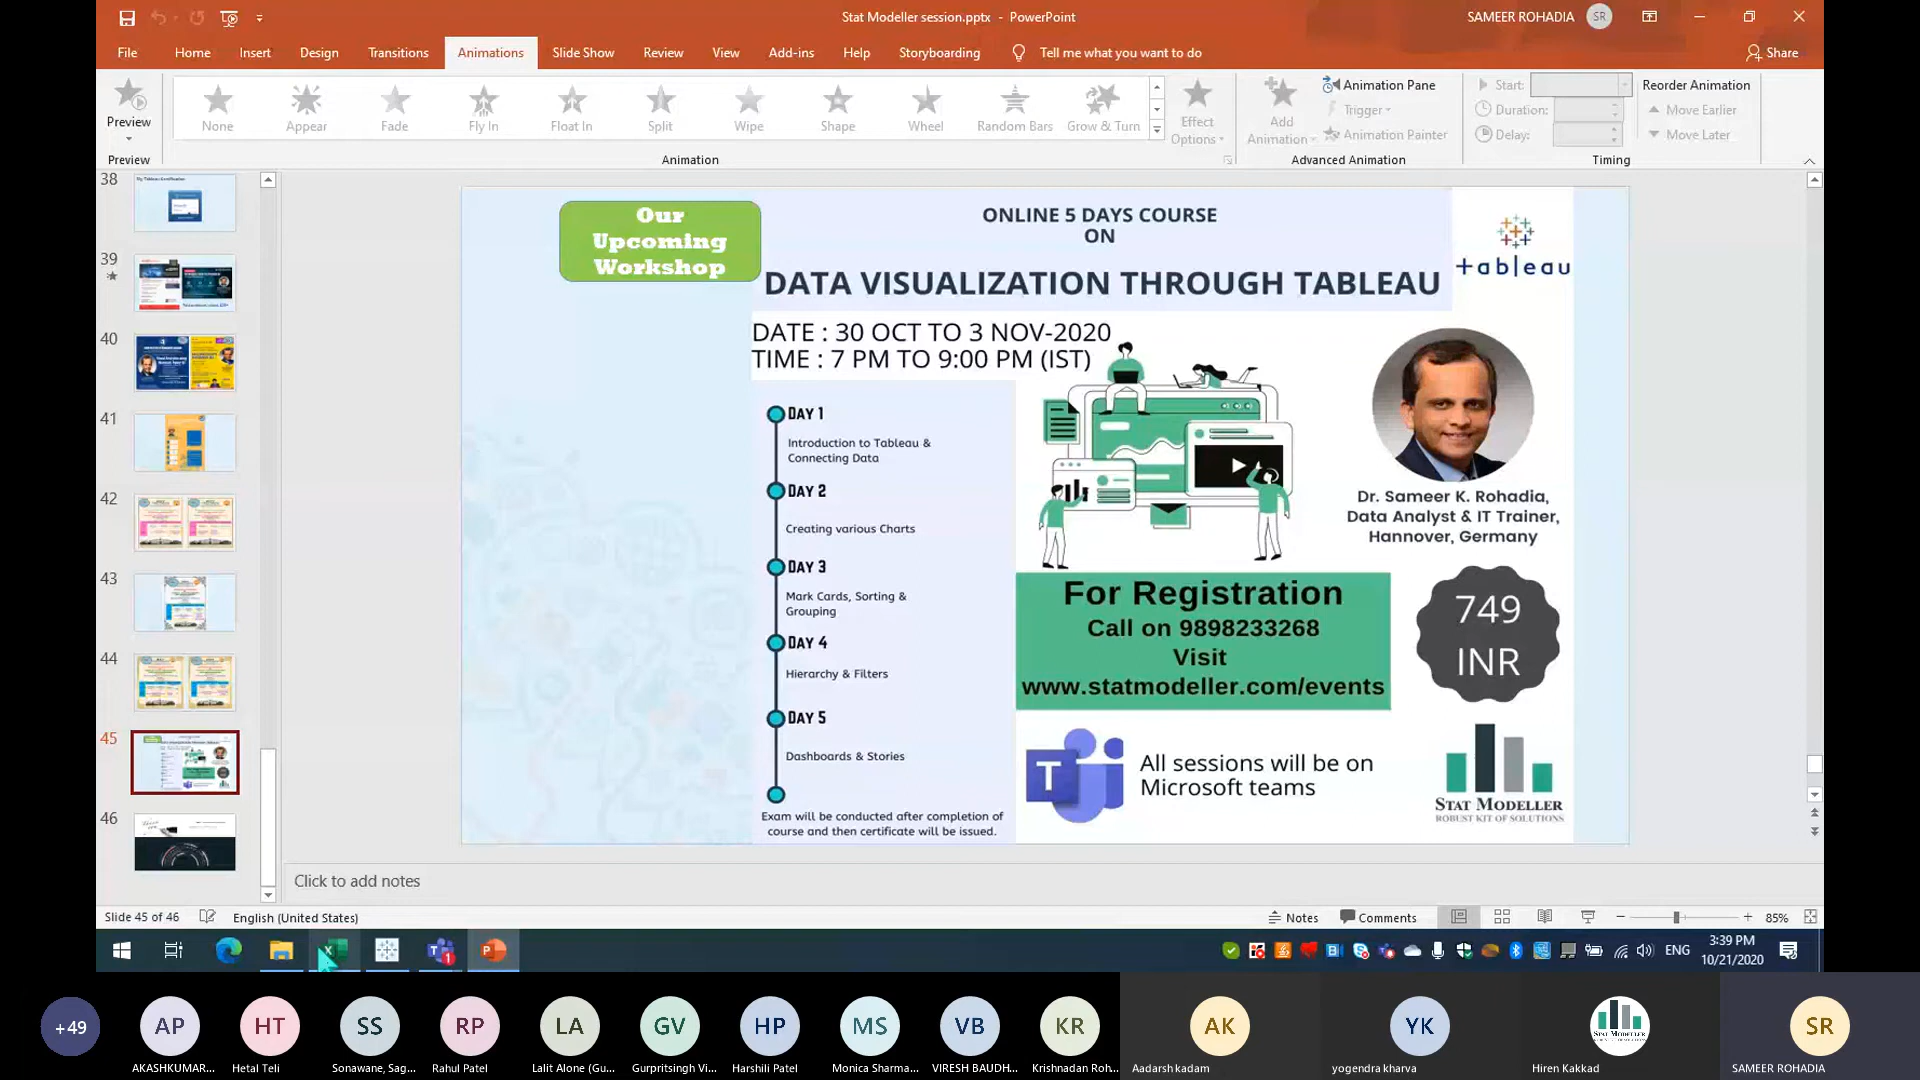 Stat Modeller session.pptx - PowerPoint
SAMEER ROHADIA
SR
File Home Insert Design Transitions Animations Slide Show Review View Add-ins Help Storyboarding Tell me what you want to do Share
Preview
None Appear Fade Fly In Float In Split Wipe Shape Wheel Random Bars Grow & Turn
Effect
Options
Add
Animation
Animation Pane
Trigger
Animation Painter
Start:
Duration:
Delay:
Reorder Animation
Move Earlier
Move Later
Preview Animation Advanced Animation Timing
38
39
40
41
42
43
44
45
46
Our
Upcoming
Workshop
ONLINE 5 DAYS COURSE
ON
DATA VISUALIZATION THROUGH TABLEAU
+ableau
DATE : 30 OCT TO 3 NOV-2020
TIME : 7 PM TO 9:00 PM (IST)
DAY 1
Introduction to Tableau &
Connecting Data
DAY 2
Creating various Charts
DAY 3
Mark Cards, Sorting &
Grouping
DAY 4
Hierarchy & Filters
DAY 5
Dashboards & Stories
Exam will be conducted after completion of
course and then certificate will be issued.
Dr. Sameer K. Rohadia,
Data Analyst & IT Trainer,
Hannover, Germany
For Registration
Call on 9898233268
Visit
www.statmodeller.com/events
749
INR
T
All sessions will be on
Microsoft teams
STAT MODELLER
ROBUST KIT OF SOLUTIONS
Click to add notes
Slide 45 of 46 English (United States) Notes Comments 85%
ENG
3:39 PM
10/21/2020
+49 AP HT SS RP LA GV HP MS VB KR AK YK SR
AKASHKUMAR... Hetal Teli Sonawane, Sag... Rahul Patel Lalit Alone (Gu... Gurpritsingh Vi... Harshili Patel Monica Sharma... VIRESH BAUDH... Krishnadan Roh... Aadarsh kadam yogendra kharva Hiren Kakkad SAMEER ROHADIA